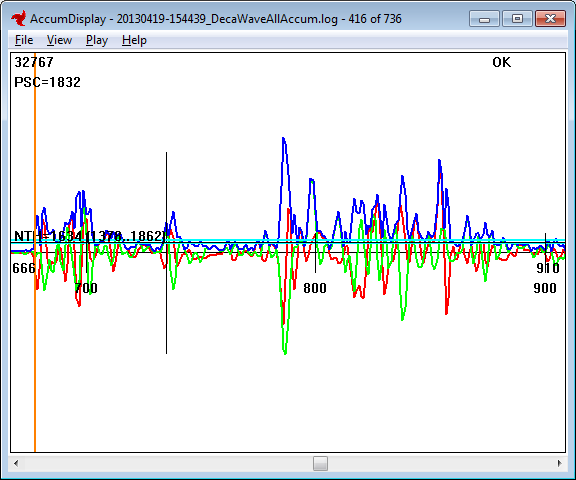 AccumDisplay - 20130419-154439_DecaWaveAllAccum.log - 416 of 736
File View Play Help
32767 OK
PSC=1832
666 910
700 800 900